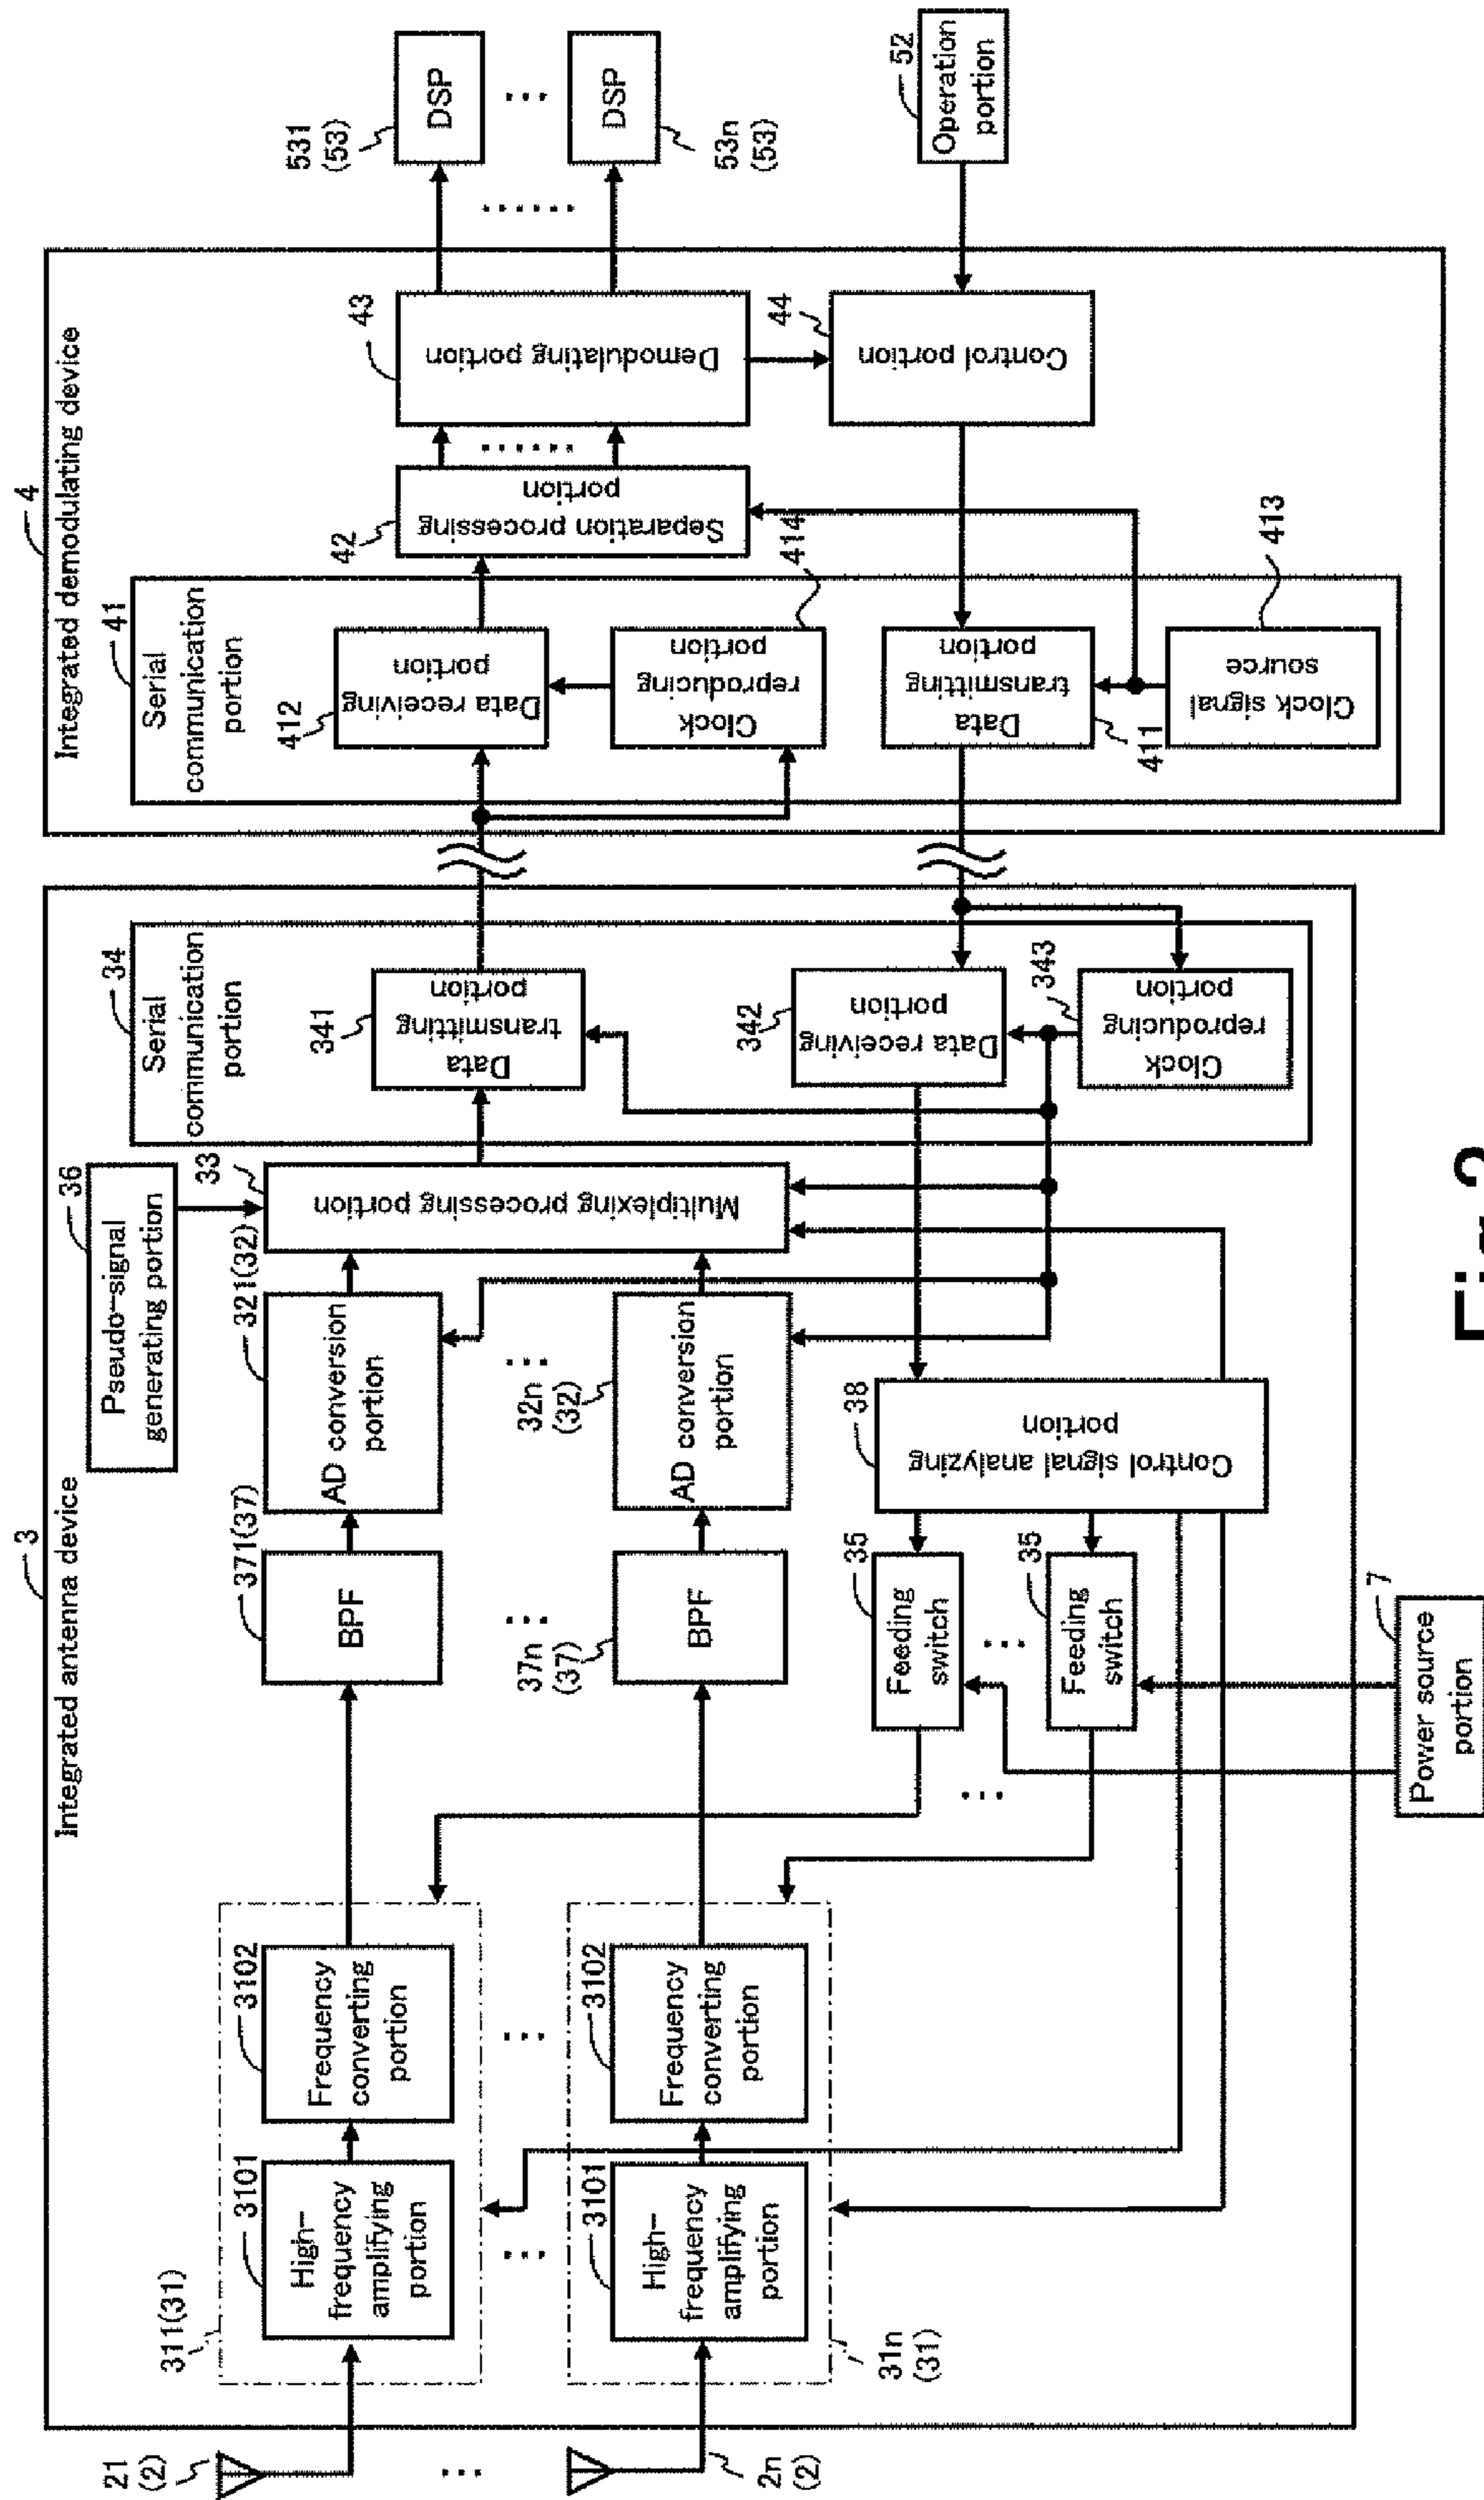 3
Integrated antenna device
21
(2)
...
2n
(2)
311(31)
3101
High-
frequency
amplifying
portion
3102
Frequency
converting
portion
...
...
3101
High-
frequency
amplifying
portion
3102
Frequency
converting
portion
31n
(31)
371(37)
BPF
...
37n
(37)
BPF
321(32)
AD conversion
portion
...
32n
(32)
AD conversion
portion
36
Pseudo-signal
generating portion
33
Multiplexing processing portion
34
Serial
communication
portion
341
Data
transmitting
portion
342
Data receiving
portion
343
Clock
reproducing
portion
38
Control signal analyzing
portion
35
Feeding
switch
...
35
Feeding
switch
...
7
Power source
portion
4
Integrated demodulating device
41
Serial
communication
portion
412
Data receiving
portion
414
Clock
reproducing
portion
411
Data
transmitting
portion
413
Clock signal
source
42
Separation processing
portion
......
43
Demodulating portion
44
Control portion
531
(53)
DSP
...
......
DSP
53n
(53)
52
Operation
portion